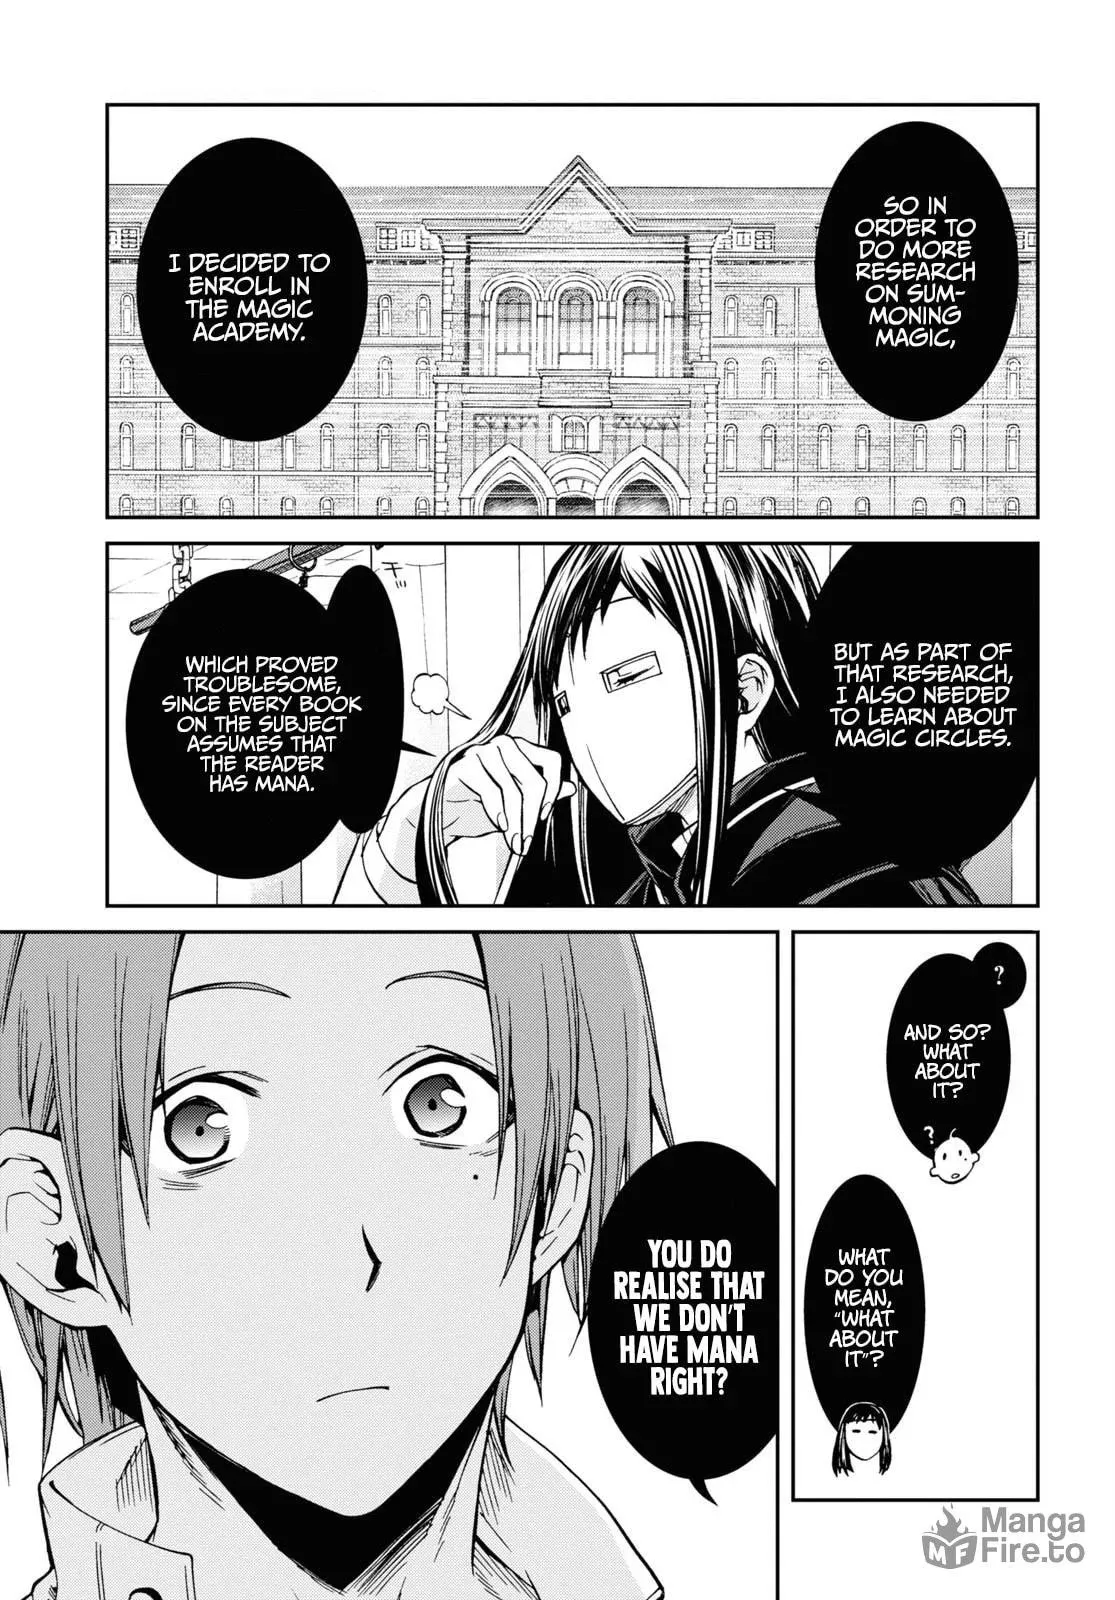 SO IN
ORDER TO
DO MORE
RESEARCH
ON SUM-
MONING
MAGIC,
I DECIDED TO
ENROLL IN
THE MAGIC
ACADEMY.
BUT AS PART OF
THAT RESEARCH,
I ALSO NEEDED
TO LEARN ABOUT
MAGIC CIRCLES.
WHICH PROVED
TROUBLESOME,
SINCE EVERY BOOK
ON THE SUBJECT
ASSUMES THAT
THE READER
HAS MANA.
?
AND SO?
WHAT
ABOUT
IT?
?
WHAT
DO YOU
MEAN,
"WHAT
ABOUT
IT"?
YOU DO
REALISE THAT
WE DON'T
HAVE MANA
RIGHT?
MF
Manga
Fire.to